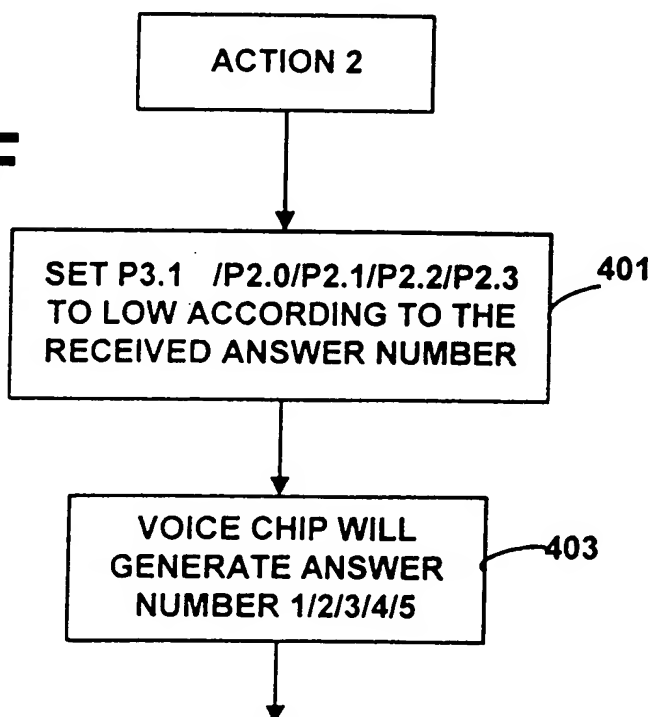 ACTION 2
SET P3.1 /P2.0/P2.1/P2.2/P2.3
TO LOW ACCORDING TO THE
RECEIVED ANSWER NUMBER
401
VOICE CHIP WILL
GENERATE ANSWER
NUMBER 1/2/3/4/5
403